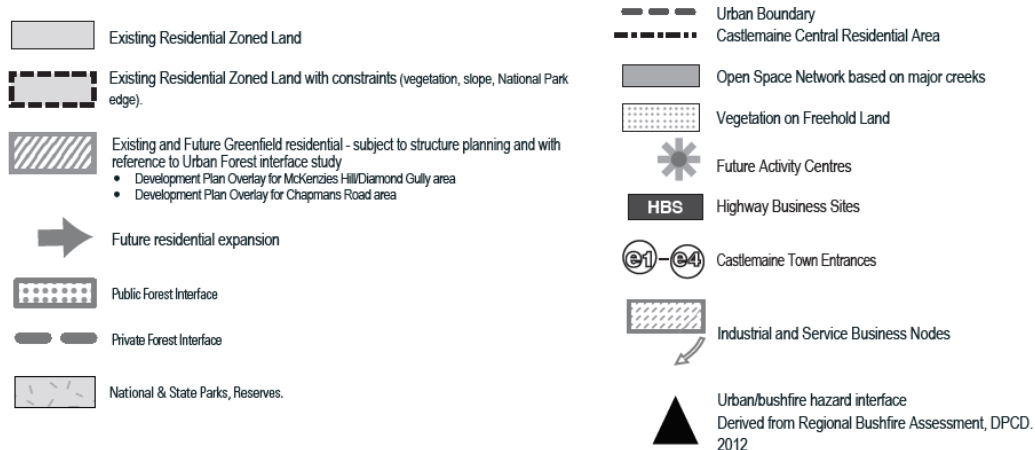 Existing Residential Zoned Land
Existing Residential Zoned Land with constraints (vegetation, slope, National Park
edge).
Existing and Future Greenfield residential - subject to structure planning and with
reference to Urban Forest interface study
• Development Plan Overlay for McKenzies Hill/Diamond Gully area
• Development Plan Overlay for Chapmans Road area
Future residential expansion
Public Forest Interface
Private Forest Interface
National & State Parks, Reserves.
Urban Boundary
Castlemaine Central Residential Area
Open Space Network based on major creeks
Vegetation on Freehold Land
Future Activity Centres
HBS Highway Business Sites
e1-e4 Castlemaine Town Entrances
Industrial and Service Business Nodes
Urban/bushfire hazard interface
Derived from Regional Bushfire Assessment, DPCD.
2012